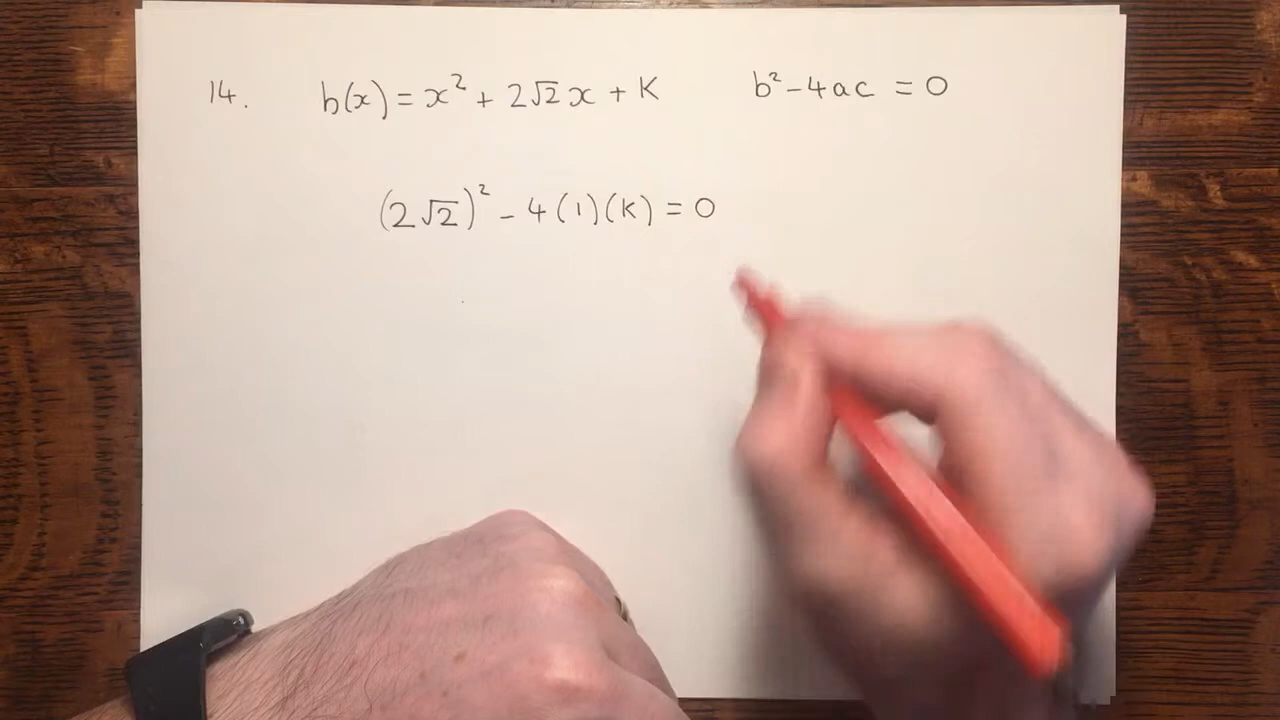 14. h(x) = x² + 2√2 x + K b² - 4ac = 0
(2√2)² - 4(1)(K) = 0